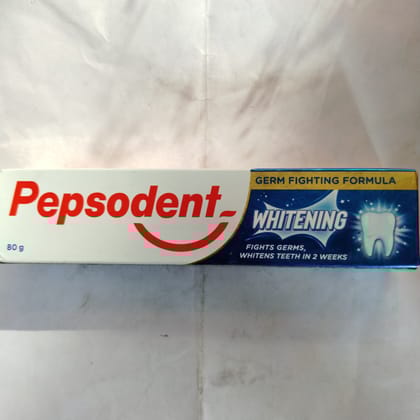 Pepsodent
80 g
GERM FIGHTING FORMULA
WHITENING
FIGHTS GERMS,
WHITENS TEETH IN 2 WEEKS